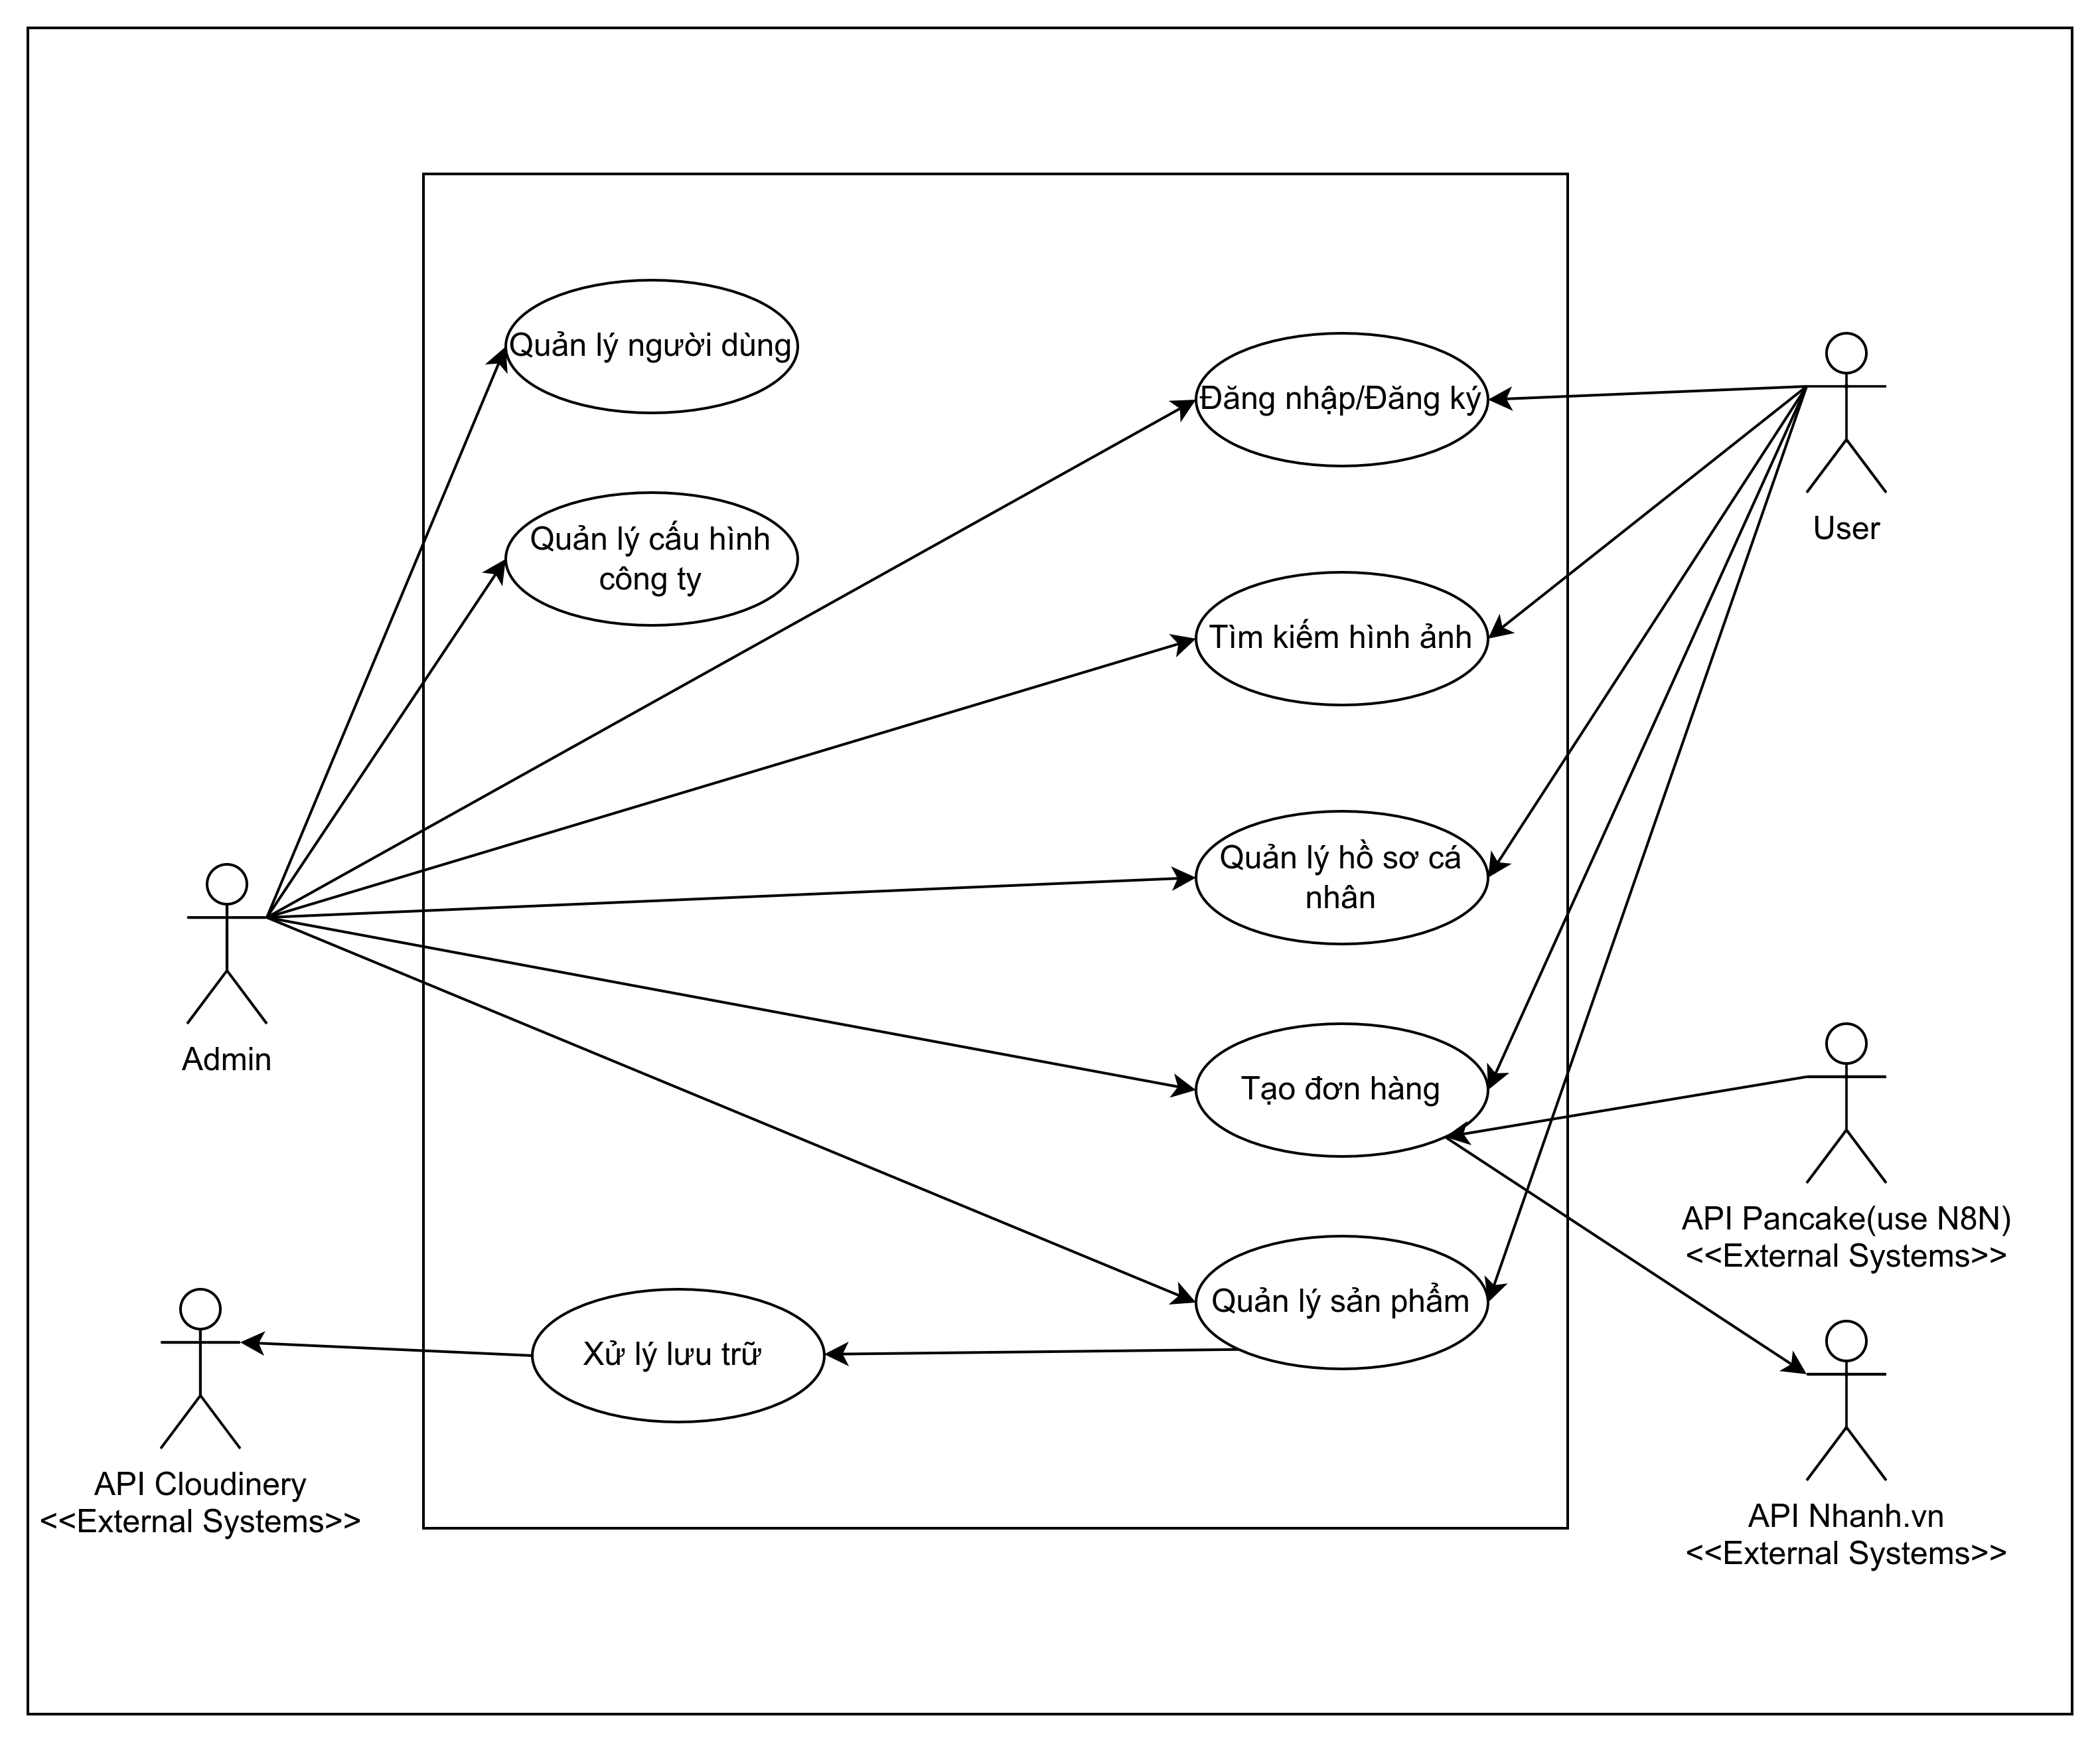 Quản lý người dùng
Đăng nhập/Đăng ký
User
Quản lý cấu hình
công ty
Tìm kiếm hình ảnh
Quản lý hồ sơ cá
nhân
Admin
Tạo đơn hàng
API Pancake(use N8N)
<<External Systems>>
Quản lý sản phẩm
Xử lý lưu trữ
API Cloudinery
<<External Systems>>
API Nhanh.vn
<<External Systems>>